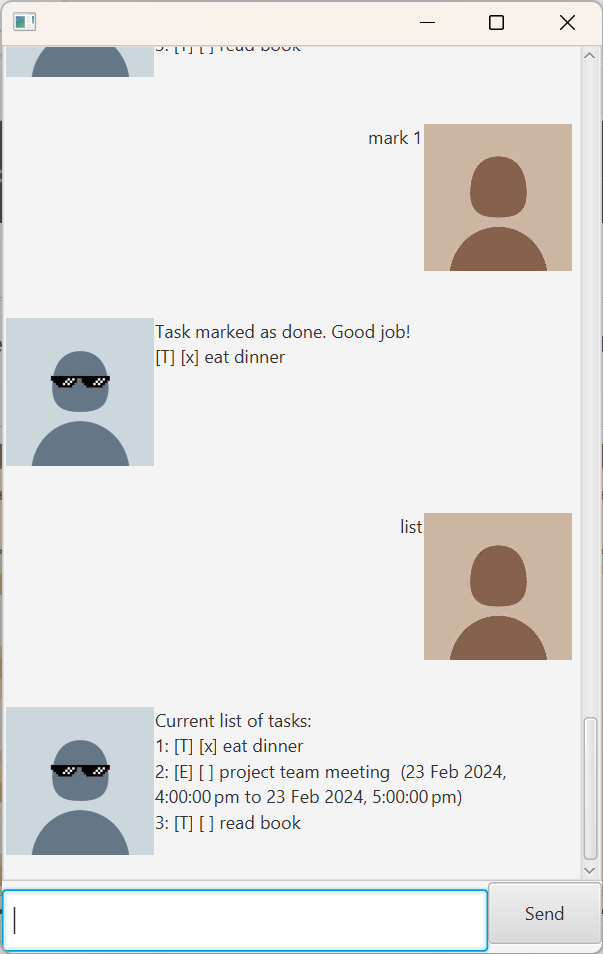 3: [T] [ ] read book
mark 1
Task marked as done. Good job!
[T] [x] eat dinner
list
Current list of tasks:
1: [T] [x] eat dinner
2: [E] [ ] project team meeting  (23 Feb 2024,
4:00:00 pm to 23 Feb 2024, 5:00:00 pm)
3: [T] [ ] read book
Send